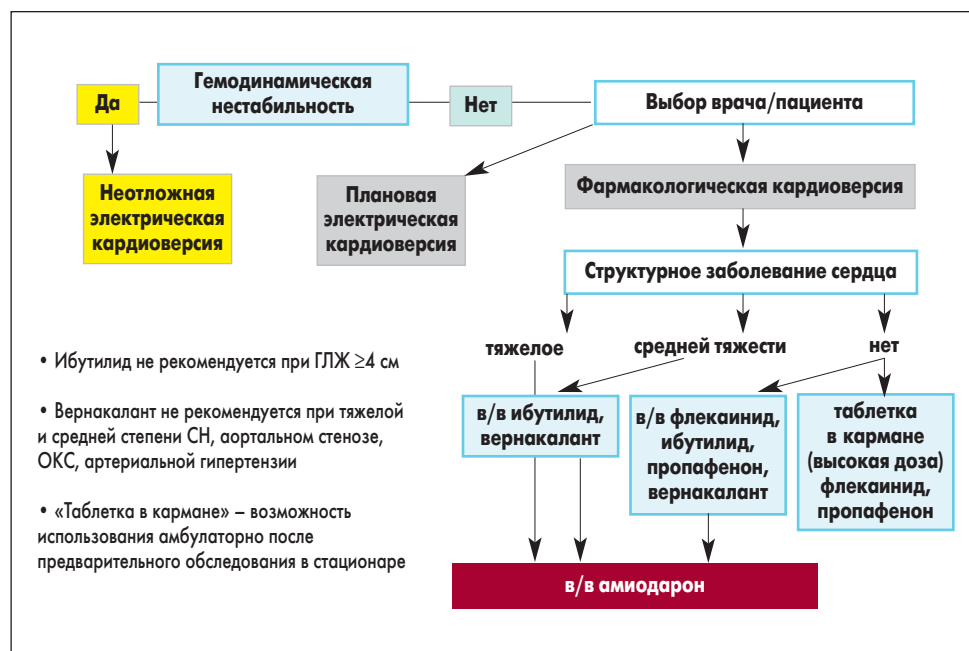 Гемодинамическая
нестабильность
Да
Нет
Выбор врача/пациента
Неотложная
электрическая
кардиоверсия
Плановая
электрическая
кардиоверсия
Фармакологическая кардиоверсия
Структурное заболевание сердца
тяжелое
средней тяжести
нет
• Ибутилид не рекомендуется при ГЛЖ ≥4 см
• Вернакалант не рекомендуется при тяжелой
и средней степени СН, аортальном стенозе,
ОКС, артериальной гипертензии
• «Таблетка в кармане» – возможность
использования амбулаторно после
предварительного обследования в стационаре
в/в ибутилид,
вернакалант
в/в флекаинид,
ибутилид,
пропафенон,
вернакалант
таблетка
в кармане
(высокая доза)
флекаинид,
пропафенон
в/в амиодарон